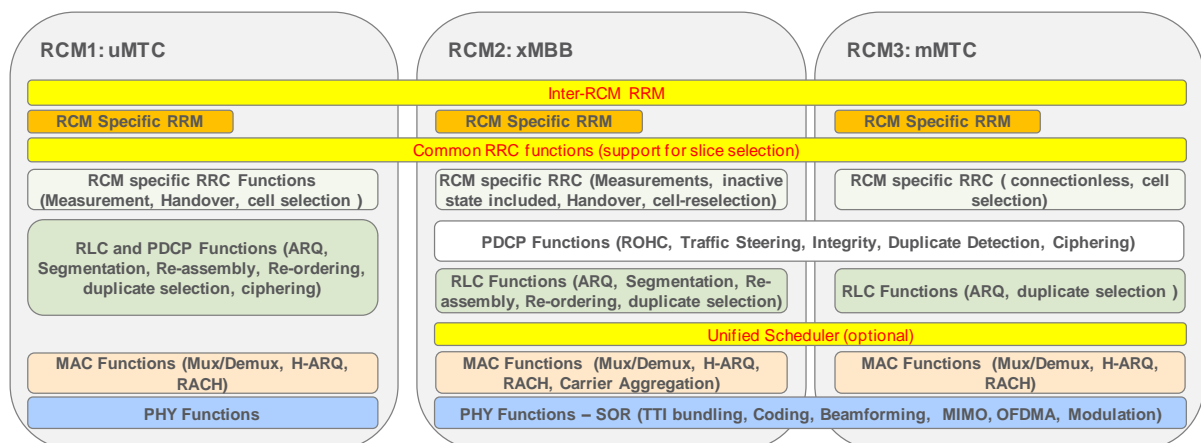 RCM1: uMTC
RCM2: xMBB
RCM3: mMTC
Inter-RCM RRM
RCM Specific RRM
RCM Specific RRM
RCM Specific RRM
Common RRC functions (support for slice selection)
RCM specific RRC Functions
(Measurement, Handover, cell selection )
RCM specific RRC (Measurements, inactive
state included, Handover, cell-reselection)
RCM specific RRC ( connectionless, cell
selection)
RLC and PDCP Functions (ARQ,
Segmentation, Re-assembly, Re-ordering,
duplicate selection, ciphering)
PDCP Functions (ROHC, Traffic Steering, Integrity, Duplicate Detection, Ciphering)
RLC Functions (ARQ, Segmentation, Re-
assembly, Re-ordering, duplicate selection)
RLC Functions (ARQ, duplicate selection )
Unified Scheduler (optional)
MAC Functions (Mux/Demux, H-ARQ,
RACH)
MAC Functions (Mux/Demux, H-ARQ,
RACH, Carrier Aggregation)
MAC Functions (Mux/Demux, H-ARQ,
RACH)
PHY Functions
PHY Functions – SOR (TTI bundling, Coding, Beamforming, MIMO, OFDMA, Modulation)